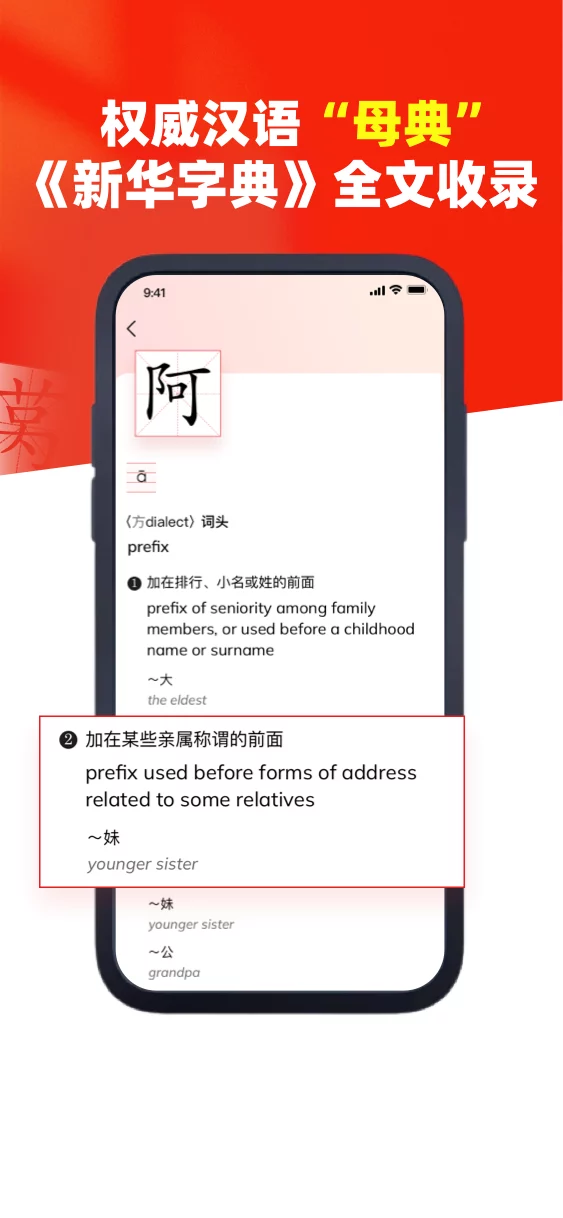 权威汉语“母典”
《新华字典》全文收录
9:41
阿
ā
〈方dialect〉词头
prefix
❶ 加在排行、小名或姓的前面
prefix of seniority among family
members, or used before a childhood
name or surname
～大
the eldest
❷ 加在某些亲属称谓的前面
prefix used before forms of address
related to some relatives
～妹
younger sister
～妹
younger sister
～公
grandpa